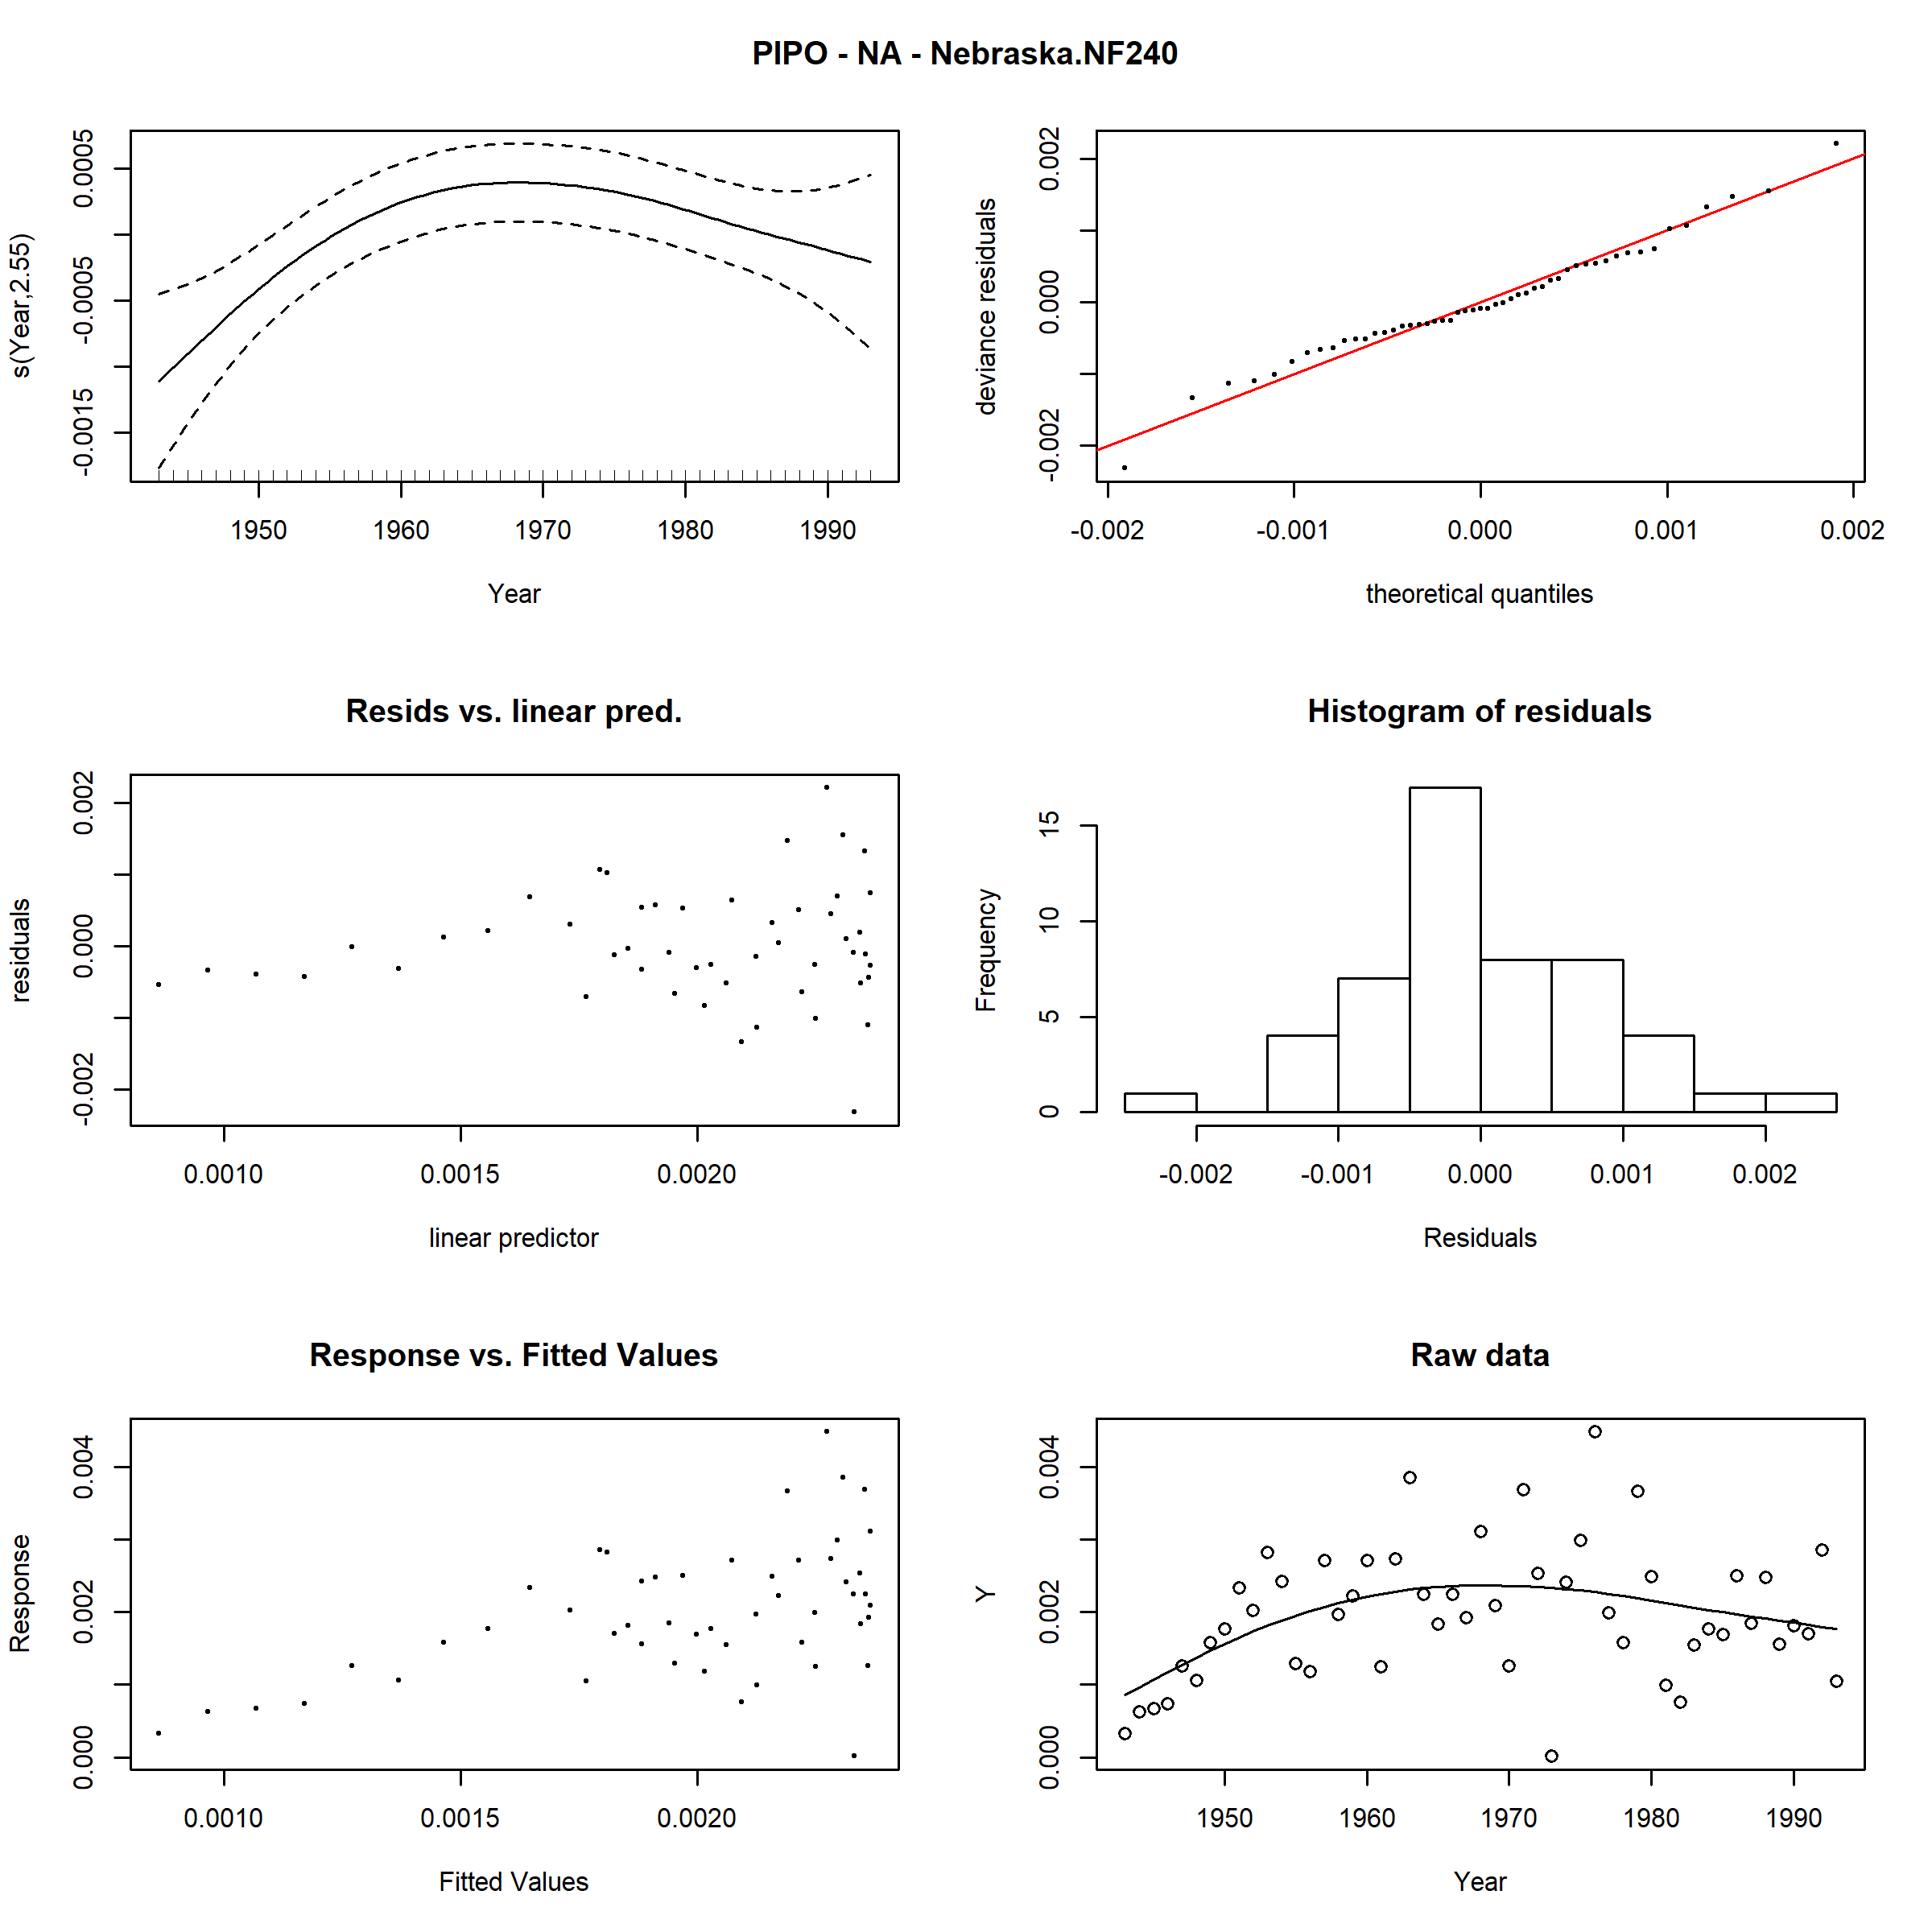 PIPO - NA - Nebraska.NF240
s(Year,2.55)
0.0005
-0.0005
-0.0015
1950 1960 1970 1980 1990
Year
deviance residuals
0.002
0.000
-0.002
-0.002 -0.001 0.000 0.001 0.002
theoretical quantiles
Resids vs. linear pred.
residuals
0.002
0.000
-0.002
0.0010 0.0015 0.0020
linear predictor
Histogram of residuals
Frequency
15
10
5
0
-0.002 -0.001 0.000 0.001 0.002
Residuals
Response vs. Fitted Values
Response
0.004
0.002
0.000
0.0010 0.0015 0.0020
Fitted Values
Raw data
Y
0.004
0.002
0.000
1950 1960 1970 1980 1990
Year